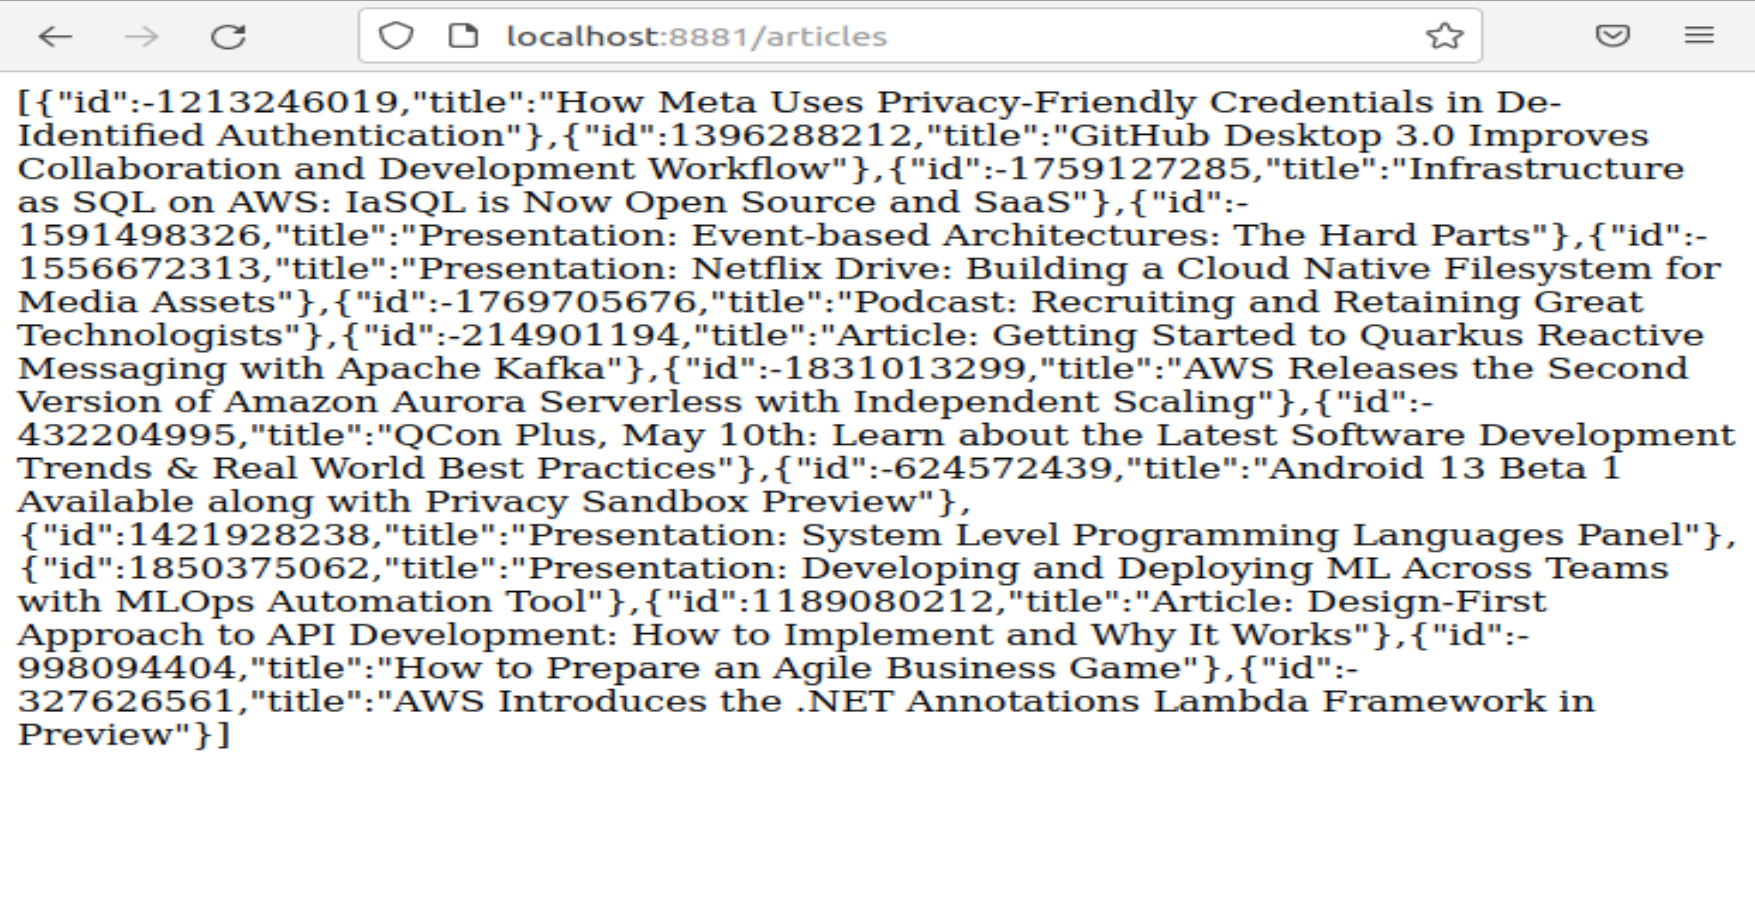 localhost:8881/articles
[{"id":-1213246019,"title":"How Meta Uses Privacy-Friendly Credentials in De-
Identified Authentication"},{"id":1396288212,"title":"GitHub Desktop 3.0 Improves
Collaboration and Development Workflow"},{"id":-1759127285,"title":"Infrastructure
as SQL on AWS: IaSQL is Now Open Source and SaaS"},{"id":-
1591498326,"title":"Presentation: Event-based Architectures: The Hard Parts"},{"id":-
1556672313,"title":"Presentation: Netflix Drive: Building a Cloud Native Filesystem for
Media Assets"},{"id":-1769705676,"title":"Podcast: Recruiting and Retaining Great
Technologists"},{"id":-214901194,"title":"Article: Getting Started to Quarkus Reactive
Messaging with Apache Kafka"},{"id":-1831013299,"title":"AWS Releases the Second
Version of Amazon Aurora Serverless with Independent Scaling"},{"id":-
432204995,"title":"QCon Plus, May 10th: Learn about the Latest Software Development
Trends & Real World Best Practices"},{"id":-624572439,"title":"Android 13 Beta 1
Available along with Privacy Sandbox Preview"},
{"id":1421928238,"title":"Presentation: System Level Programming Languages Panel"},
{"id":1850375062,"title":"Presentation: Developing and Deploying ML Across Teams
with MLOps Automation Tool"},{"id":1189080212,"title":"Article: Design-First
Approach to API Development: How to Implement and Why It Works"},{"id":-
998094404,"title":"How to Prepare an Agile Business Game"},{"id":-
327626561,"title":"AWS Introduces the .NET Annotations Lambda Framework in
Preview"}]